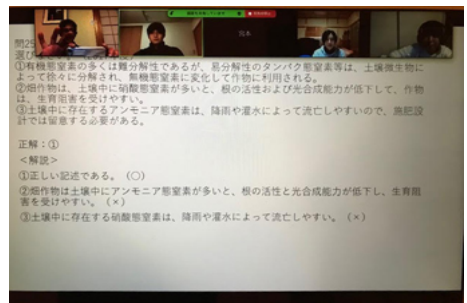 問25
選び
①有機態窒素の多くは難分解性であるが、易分解性のタンパク態窒素等は、土壌微生物に
よって徐々に分解され、無機態窒素に変化して作物に利用される。
②畑作物は、土壌中に硝酸態窒素が多いと、根の活性および光合成能力が低下して、作物
は、生育阻害を受けやすい。
③土壌中に存在するアンモニア態窒素は、降雨や灌水によって流亡しやすいので、施肥設
計では留意する必要がある。
正解：①
＜解説＞
①正しい記述である。（○）
②畑作物は土壌中にアンモニア態窒素が多いと、根の活性と光合成能力が低下し、生育阻
害を受けやすい。（×）
③土壌中に存在する硝酸態窒素は、降雨や灌水によって流亡しやすい。（×）